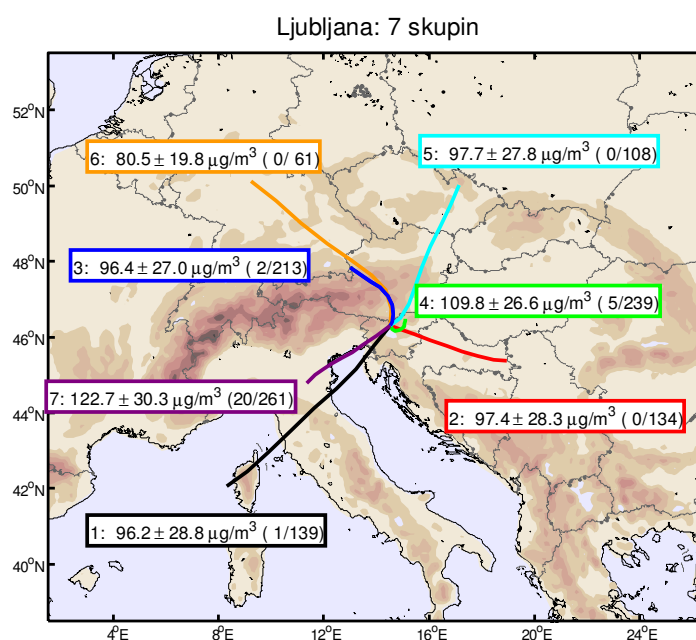 Ljubljana: 7 skupin
52°N
6: 80.5 ± 19.8 µg/m³ ( 0/ 61)
5: 97.7 ± 27.8 µg/m³ ( 0/108)
50°N
3: 96.4 ± 27.0 µg/m³ ( 2/213)
48°N
4: 109.8 ± 26.6 µg/m³ ( 5/239)
46°N
7: 122.7 ± 30.3 µg/m³ (20/261)
2: 97.4 ± 28.3 µg/m³ ( 0/134)
44°N
42°N
1: 96.2 ± 28.8 µg/m³ ( 1/139)
40°N
4°E 8°E 12°E 16°E 20°E 24°E